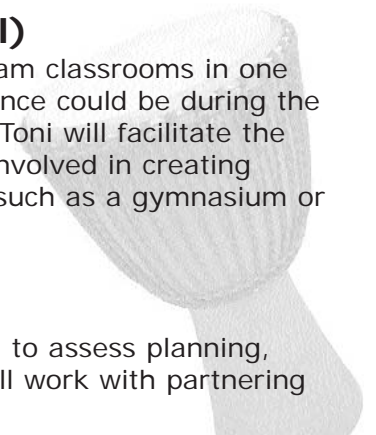 l)
am classrooms in one
nce could be during the
Toni will facilitate the
nvolved in creating
such as a gymnasium or
to assess planning,
ll work with partnering